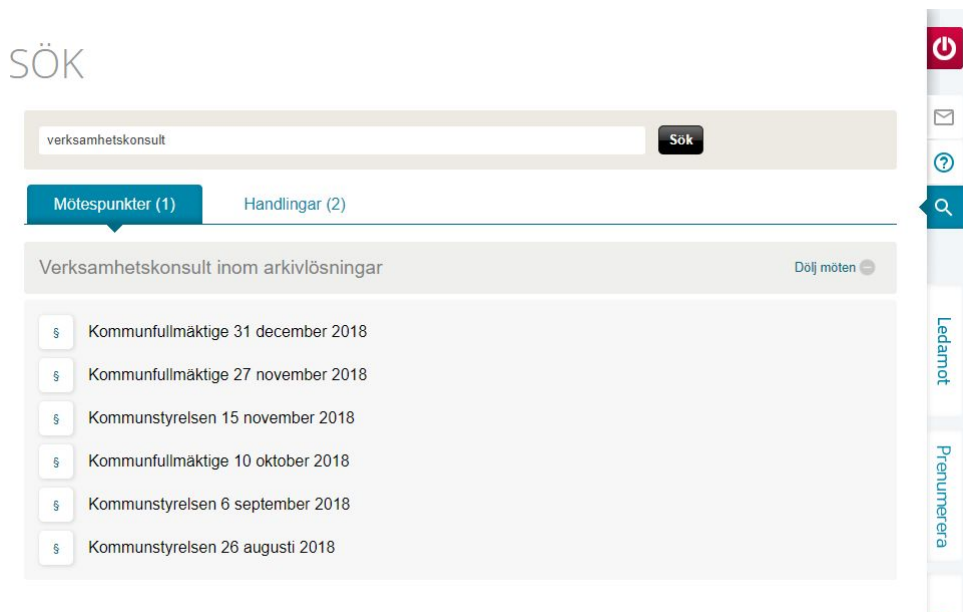 SÖK
verksamhetskonsult
Sök
Mötespunkter (1)
Handlingar (2)
Verksamhetskonsult inom arkivlösningar
Dölj möten
§ Kommunfullmäktige 31 december 2018
§ Kommunfullmäktige 27 november 2018
§ Kommunstyrelsen 15 november 2018
§ Kommunfullmäktige 10 oktober 2018
§ Kommunstyrelsen 6 september 2018
§ Kommunstyrelsen 26 augusti 2018
Ledamot
Prenumerera